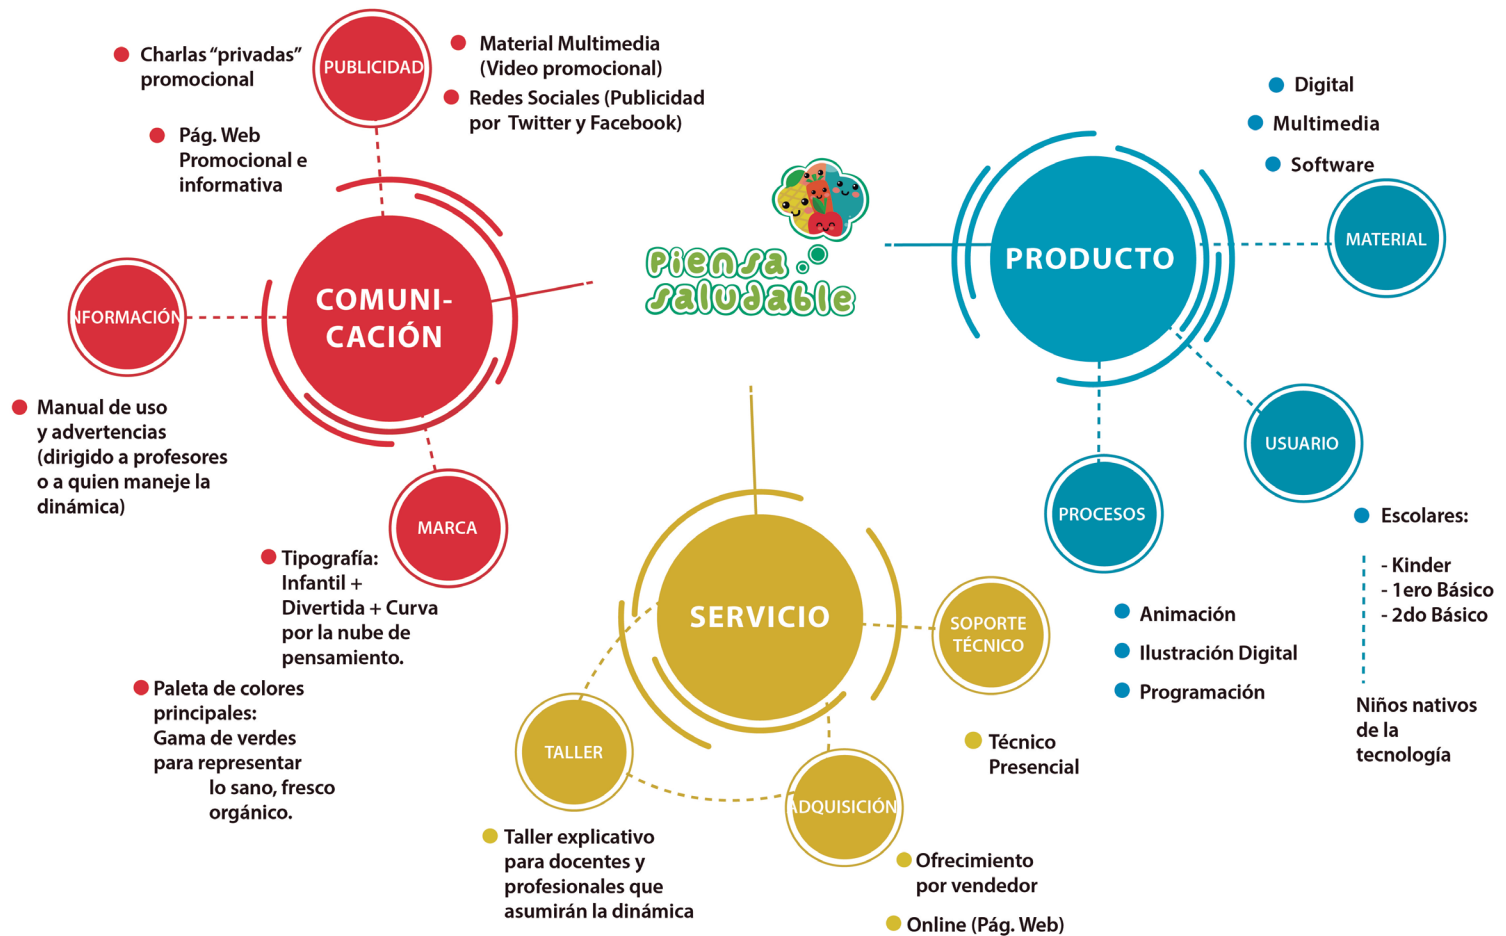 PUBLICIDAD
Charlas “privadas”
promocional
Pág. Web
Promocional e
informativa
Material Multimedia
(Video promocional)
Redes Sociales (Publicidad
por Twitter y Facebook)
COMUNI-
CACIÓN
NFORMACIÓN
Manual de uso
y advertencias
(dirigido a profesores
o a quien maneje la
dinámica)
MARCA
Tipografía:
Infantil +
Divertida + Curva
por la nube de
pensamiento.
Paleta de colores
principales:
Gama de verdes
para representar
lo sano, fresco
orgánico.
Piensa
saludable
PRODUCTO
Digital
Multimedia
Software
MATERIAL
USUARIO
Escolares:
- Kinder
- 1ero Básico
- 2do Básico
Niños nativos
de la
tecnología
PROCESOS
Animación
Ilustración Digital
Programación
SERVICIO
SOPORTE
TÉCNICO
Técnico
Presencial
TALLER
Taller explicativo
para docentes y
profesionales que
asumirán la dinámica
ADQUISICIÓN
Ofrecimiento
por vendedor
Online (Pág. Web)